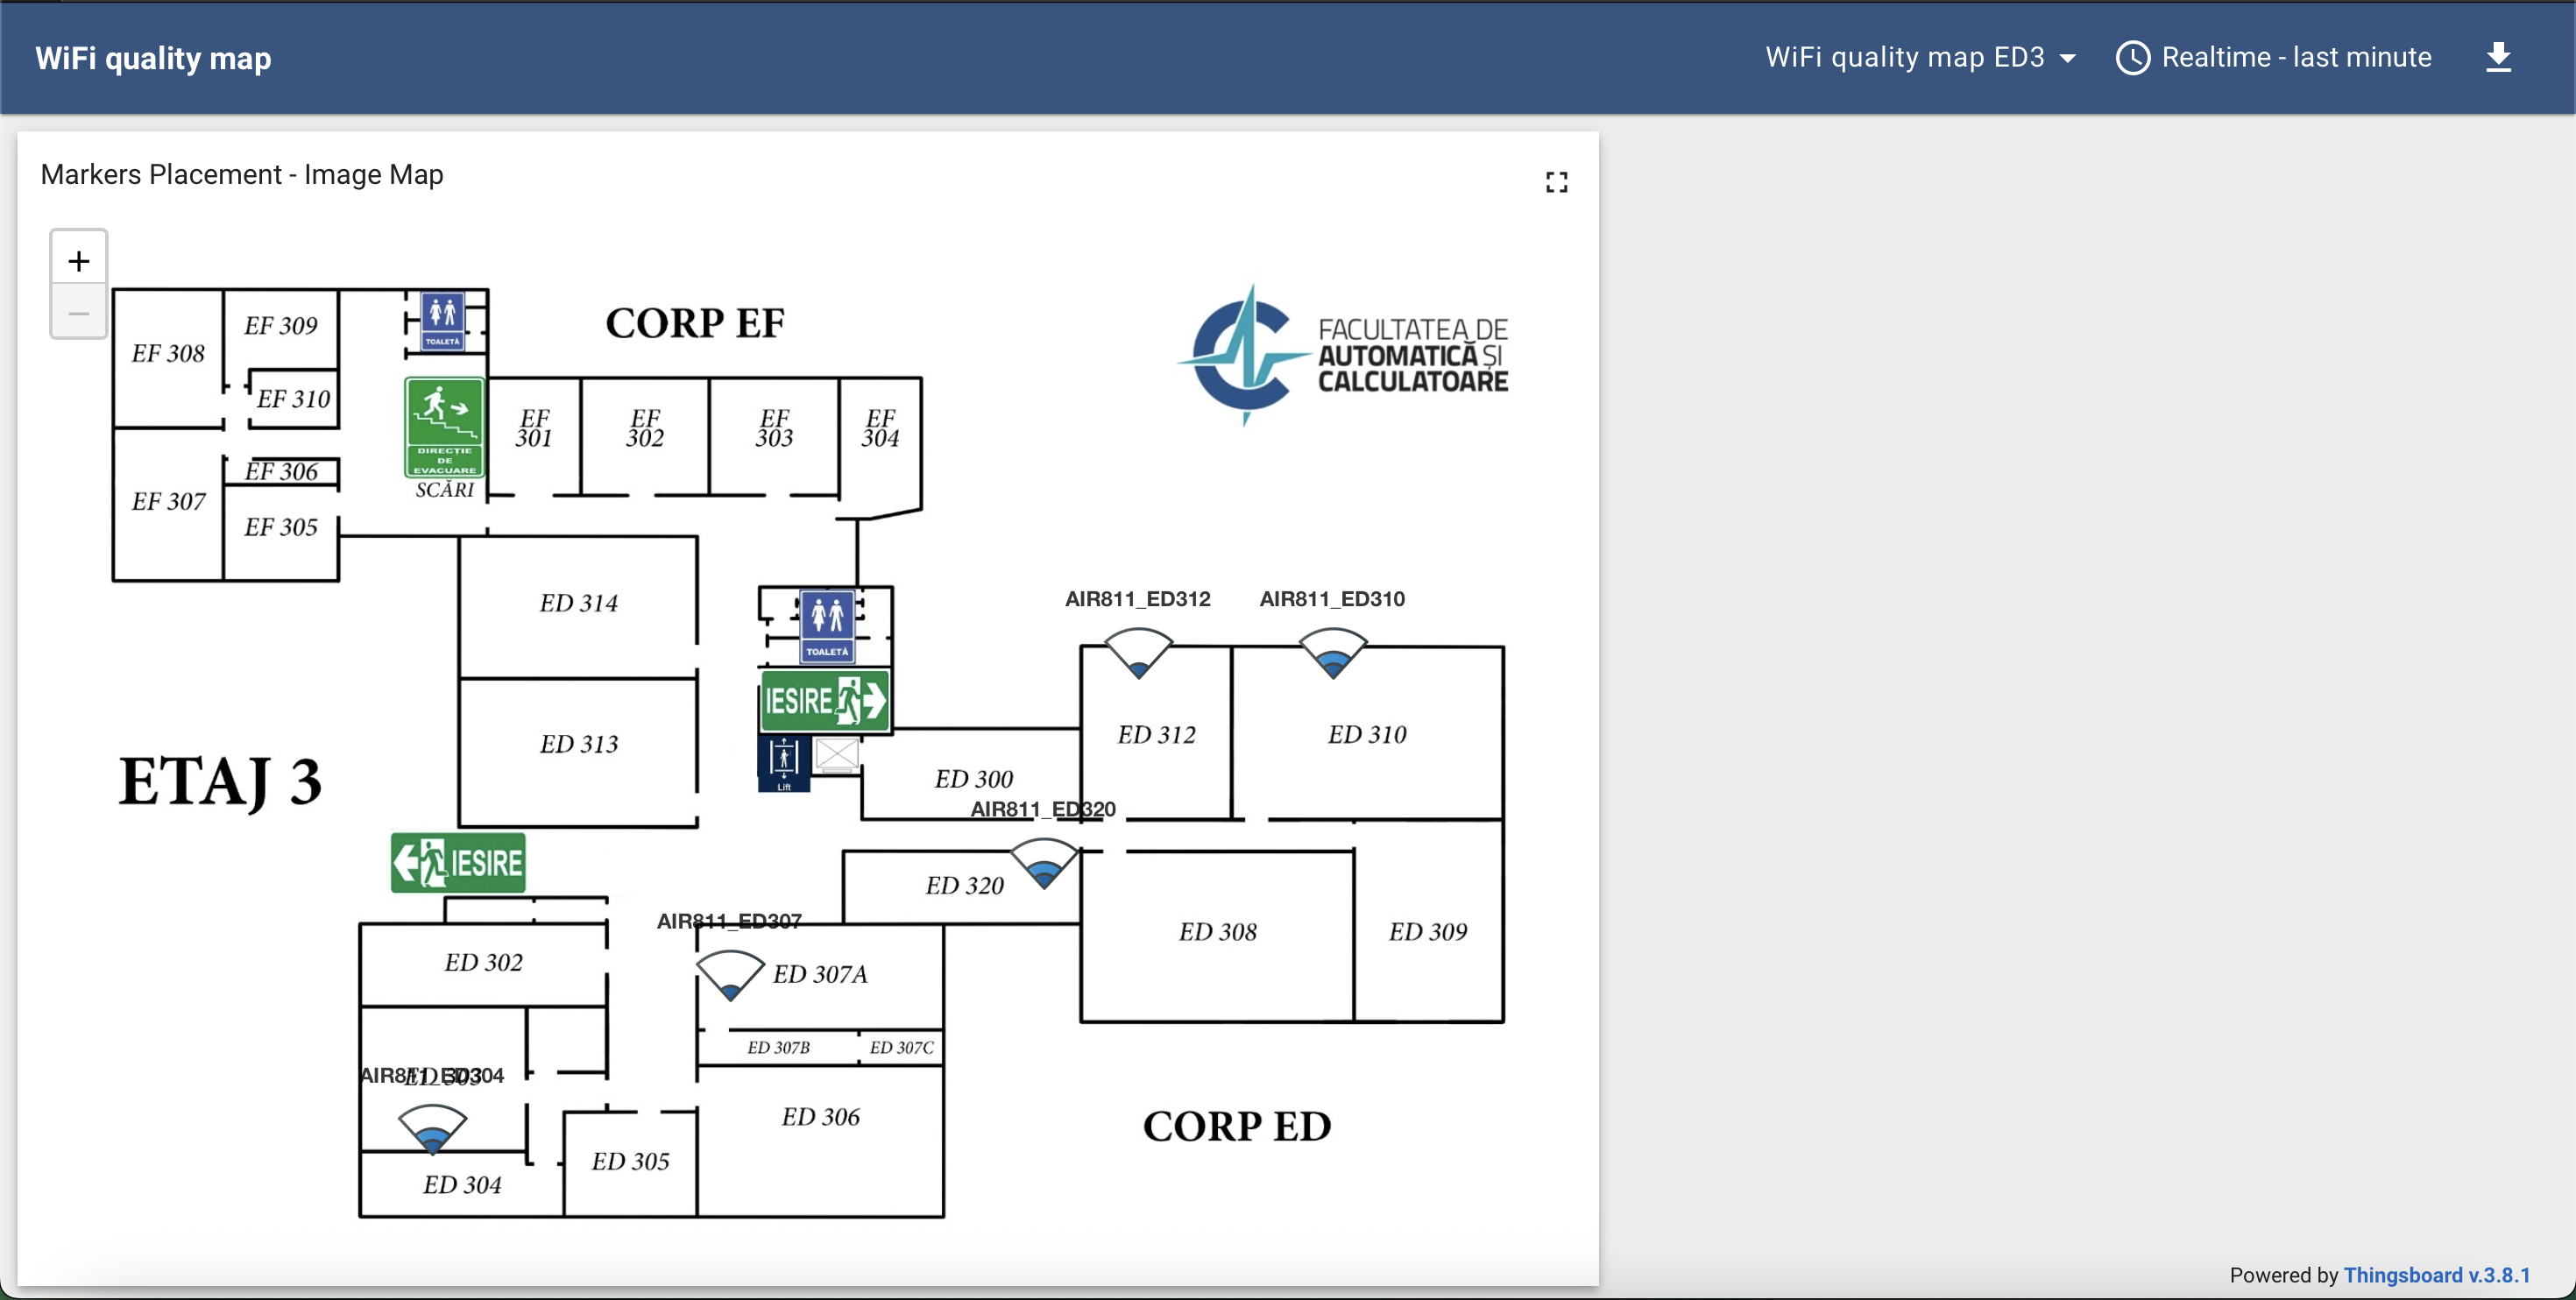 WiFi quality map
WiFi quality map ED3
Realtime - last minute
Markers Placement - Image Map
+
−
CORP EF
FACULTATEA DE
AUTOMATICĂ ȘI
CALCULATOARE
EF 309
EF 308
EF 310
TOALETĂ
DIRECȚIE
DE
EVACUARE
SCĂRI
EF
301
EF
302
EF
303
EF
304
EF 306
EF 307
EF 305
ED 314
TOALETĂ
AIR811_ED312
AIR811_ED310
IESIRE
ED 313
Lift
ED 312
ED 310
ETAJ 3
ED 300
AIR811_ED320
IESIRE
ED 320
AIR811_ED307
ED 308
ED 309
ED 302
ED 307A
ED 307B
ED 307C
AIR811_ED304
ED 303
ED 306
CORP ED
ED 305
ED 304
Powered by Thingsboard v.3.8.1